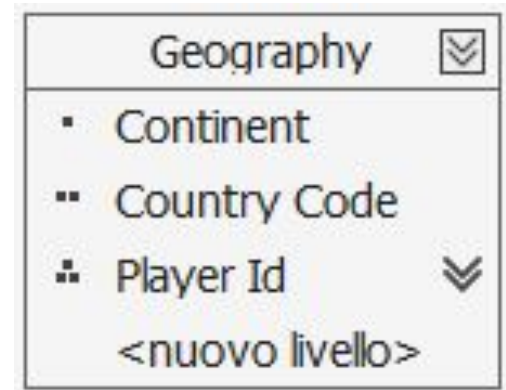 Geography
Continent
Country Code
Player Id
<nuovo livello>